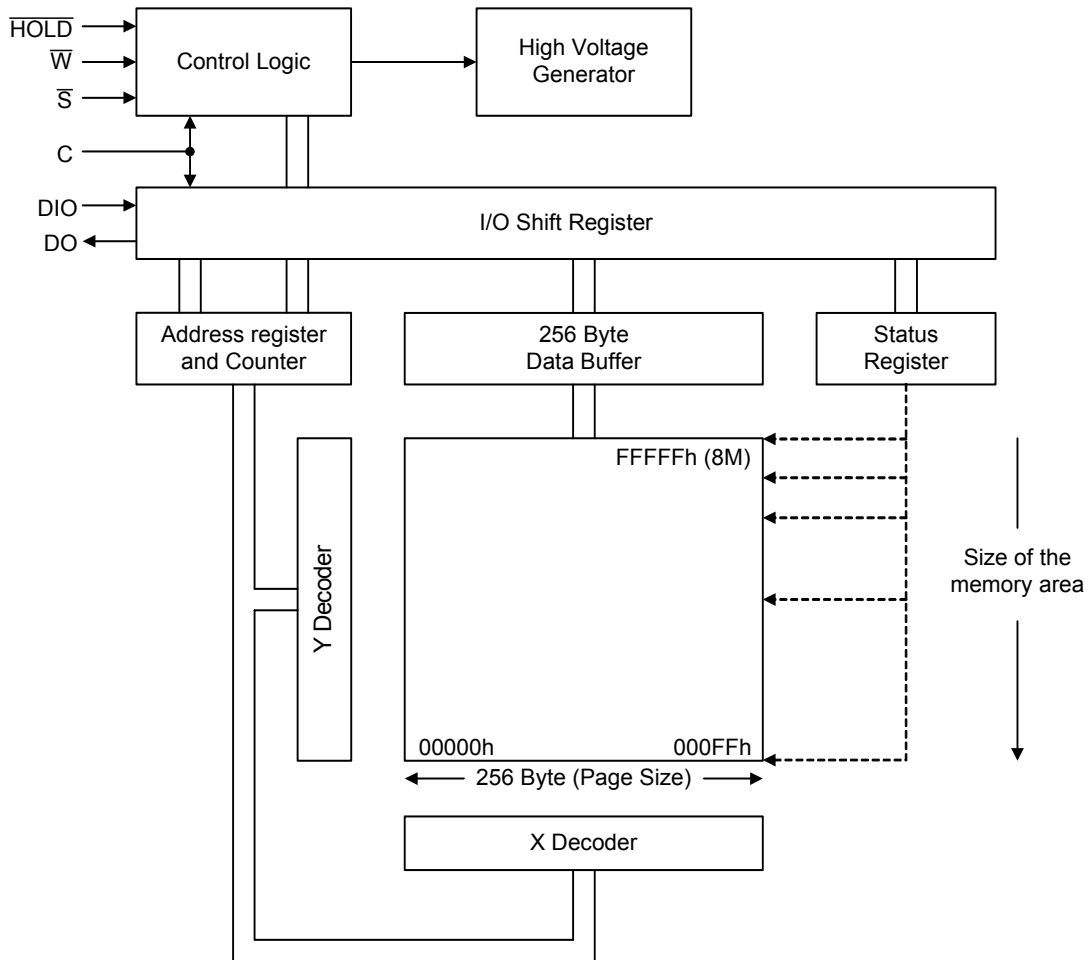 H̅O̅L̅D̅
W̅
S̅
C
DIO
DO
Control Logic
High Voltage
Generator
I/O Shift Register
Address register
and Counter
256 Byte
Data Buffer
Status
Register
Y Decoder
FFFFFh (8M)
00000h
000FFh
256 Byte (Page Size)
X Decoder
Size of the
memory area